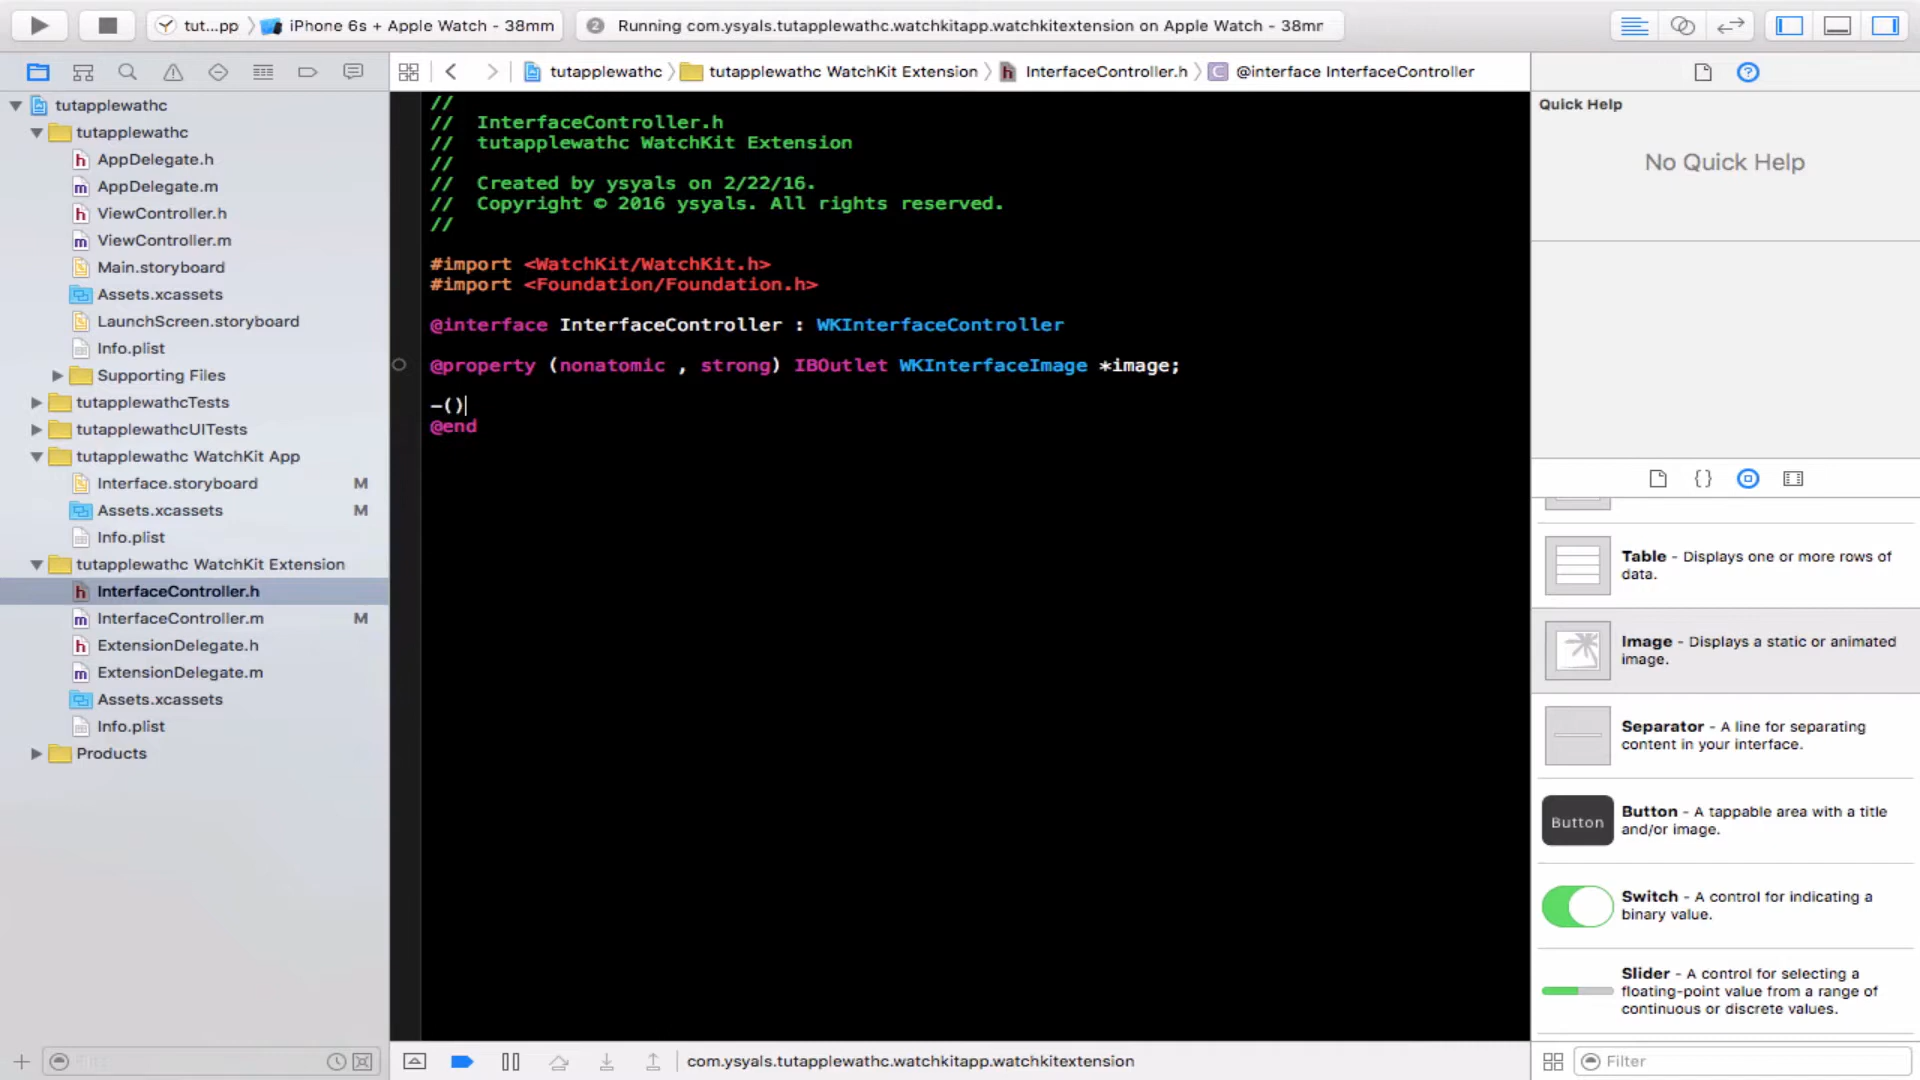 tut...pp 〉 iPhone 6s + Apple Watch - 38mm
2 Running com.ysyals.tutapplewathc.watchkitapp.watchkitextension on Apple Watch - 38mm
tutapplewathc 〉 tutapplewathc WatchKit Extension 〉 h InterfaceController.h 〉 C @interface InterfaceController
tutapplewathc
tutapplewathc
h AppDelegate.h
m AppDelegate.m
h ViewController.h
m ViewController.m
Main.storyboard
Assets.xcassets
LaunchScreen.storyboard
Info.plist
Supporting Files
tutapplewathcTests
tutapplewathcUITests
tutapplewathc WatchKit App
Interface.storyboard M
Assets.xcassets M
Info.plist
tutapplewathc WatchKit Extension
h InterfaceController.h
m InterfaceController.m M
h ExtensionDelegate.h
m ExtensionDelegate.m
Assets.xcassets
Info.plist
Products
//
// InterfaceController.h
// tutapplewathc WatchKit Extension
//
// Created by ysyals on 2/22/16.
// Copyright © 2016 ysyals. All rights reserved.
//
#import <WatchKit/WatchKit.h>
#import <Foundation/Foundation.h>
@interface InterfaceController : WKInterfaceController
@property (nonatomic , strong) IBOutlet WKInterfaceImage *image;
-()
@end
com.ysyals.tutapplewathc.watchkitapp.watchkitextension
Quick Help
No Quick Help
{}
Table - Displays one or more rows of
data.
Image - Displays a static or animated
image.
Separator - A line for separating
content in your interface.
Button
Button - A tappable area with a title
and/or image.
Switch - A control for indicating a
binary value.
Slider - A control for selecting a
floating-point value from a range of
continuous or discrete values.
Filter